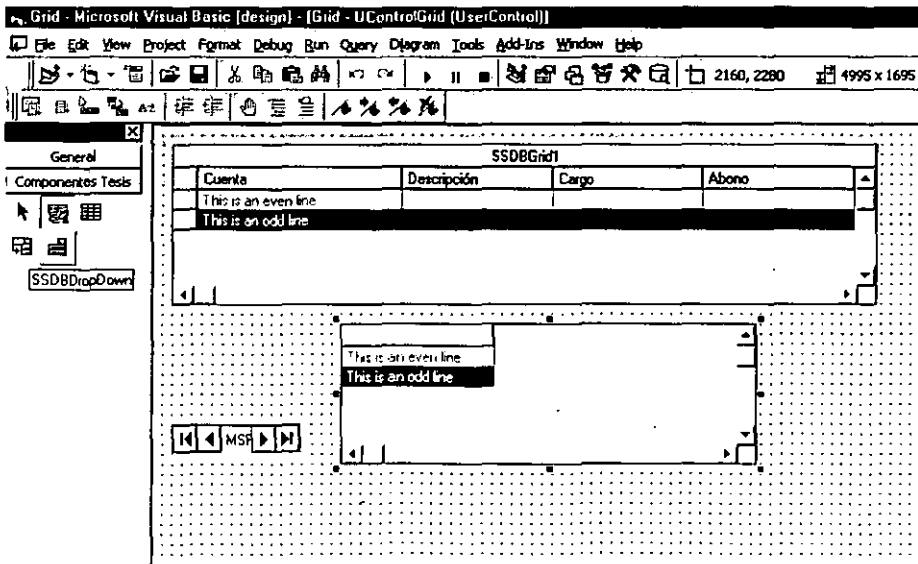 Grid - Microsoft Visual Basic [design] - [Grid - UControlGrid (UserControl)]
File Edit View Project Format Debug Run Query Diagram Tools Add-Ins Window Help
2160, 2280 4995 x 1695
General
Componentes Tesis
SSDBDropDown
SSDBGrid1
Cuenta Descripción Cargo Abono
This is an even line
This is an odd line
This is an even line
This is an odd line
MSR